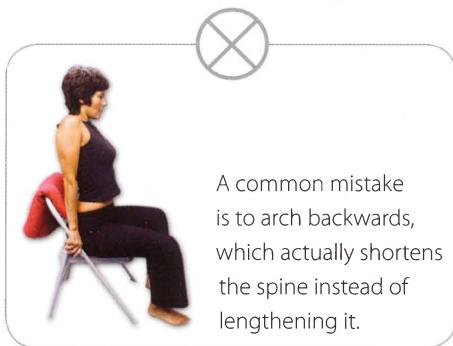 A common mistake
is to arch backwards,
which actually shortens
the spine instead of
lengthening it.